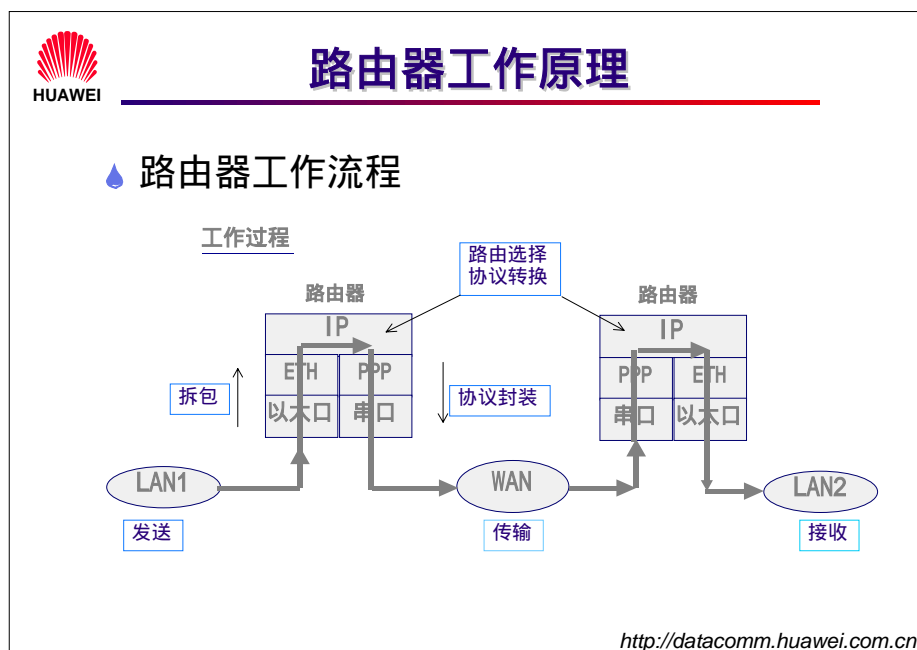 HUAWEI
路由器工作原理
路由器工作流程
工作过程
路由选择
协议转换
路由器
路由器
IP
IP
ETH
PPP
PPP
ETH
拆包
协议封装
以太口
串口
串口
以太口
LAN1
WAN
LAN2
发送
传输
接收
http://datacomm.huawei.com.cn